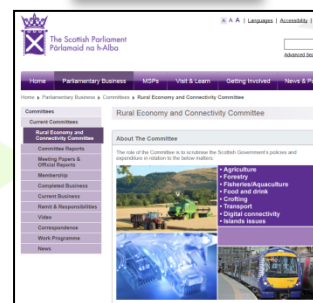 A A A | Languages | Accessibility |
The Scottish Parliament
Pàrlamaid na h-Alba
Advanced Sea
Home Parliamentary Business MSPs Visit & Learn Getting Involved News & P
Home Parliamentary Business Committees Rural Economy and Connectivity Committee
Committees
Current Committees
Rural Economy and
Connectivity Committee
Committee Reports
Meeting Papers &
Official Reports
Membership
Completed Business
Current Business
Remit & Responsibilities
Video
Correspondence
Work Programme
News
Rural Economy and Connectivity Committee
About The Committee
The role of the Committee is to scrutinise the Scottish Government's policies and
expenditure in relation to the below matters.
• Agriculture
• Forestry
• Fisheries/Aquaculture
• Food and drink
• Crofting
• Transport
• Digital connectivity
• Islands issues